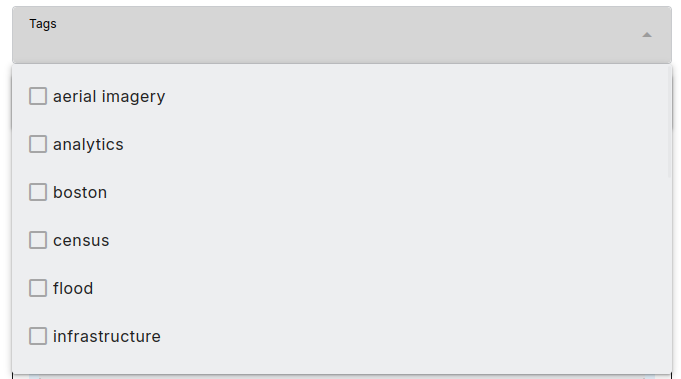 Tags
aerial imagery
analytics
boston
census
flood
infrastructure